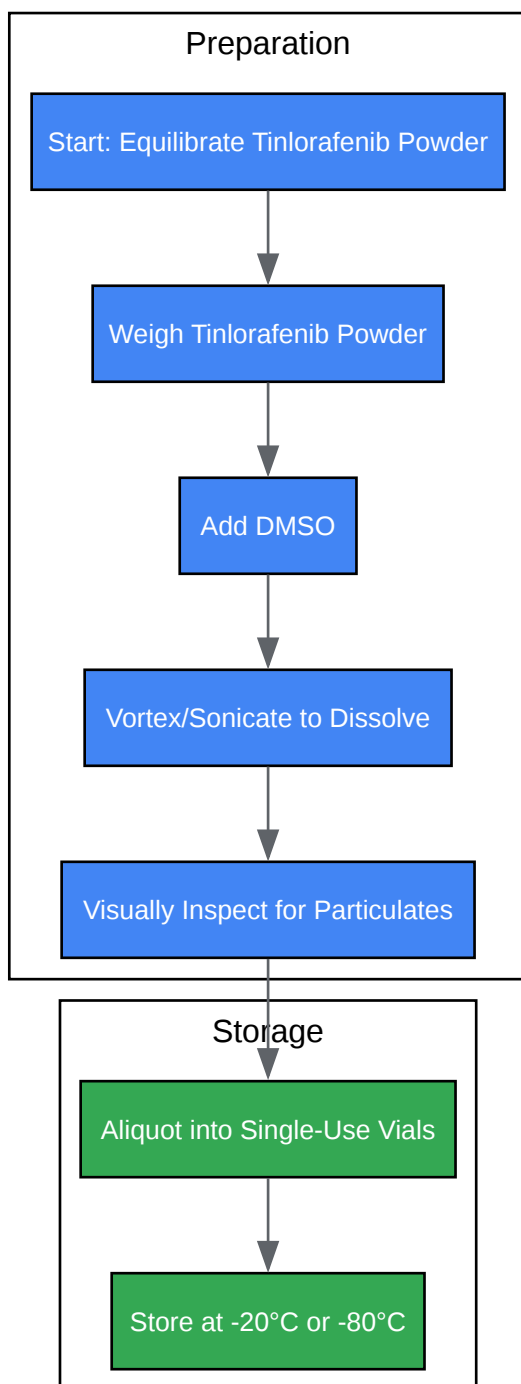 Preparation
Start: Equilibrate Tinlorafenib Powder
Weigh Tinlorafenib Powder
Add DMSO
Vortex/Sonicate to Dissolve
Visually Inspect for Particulates
Storage
Aliquot into Single-Use Vials
Store at -20°C or -80°C